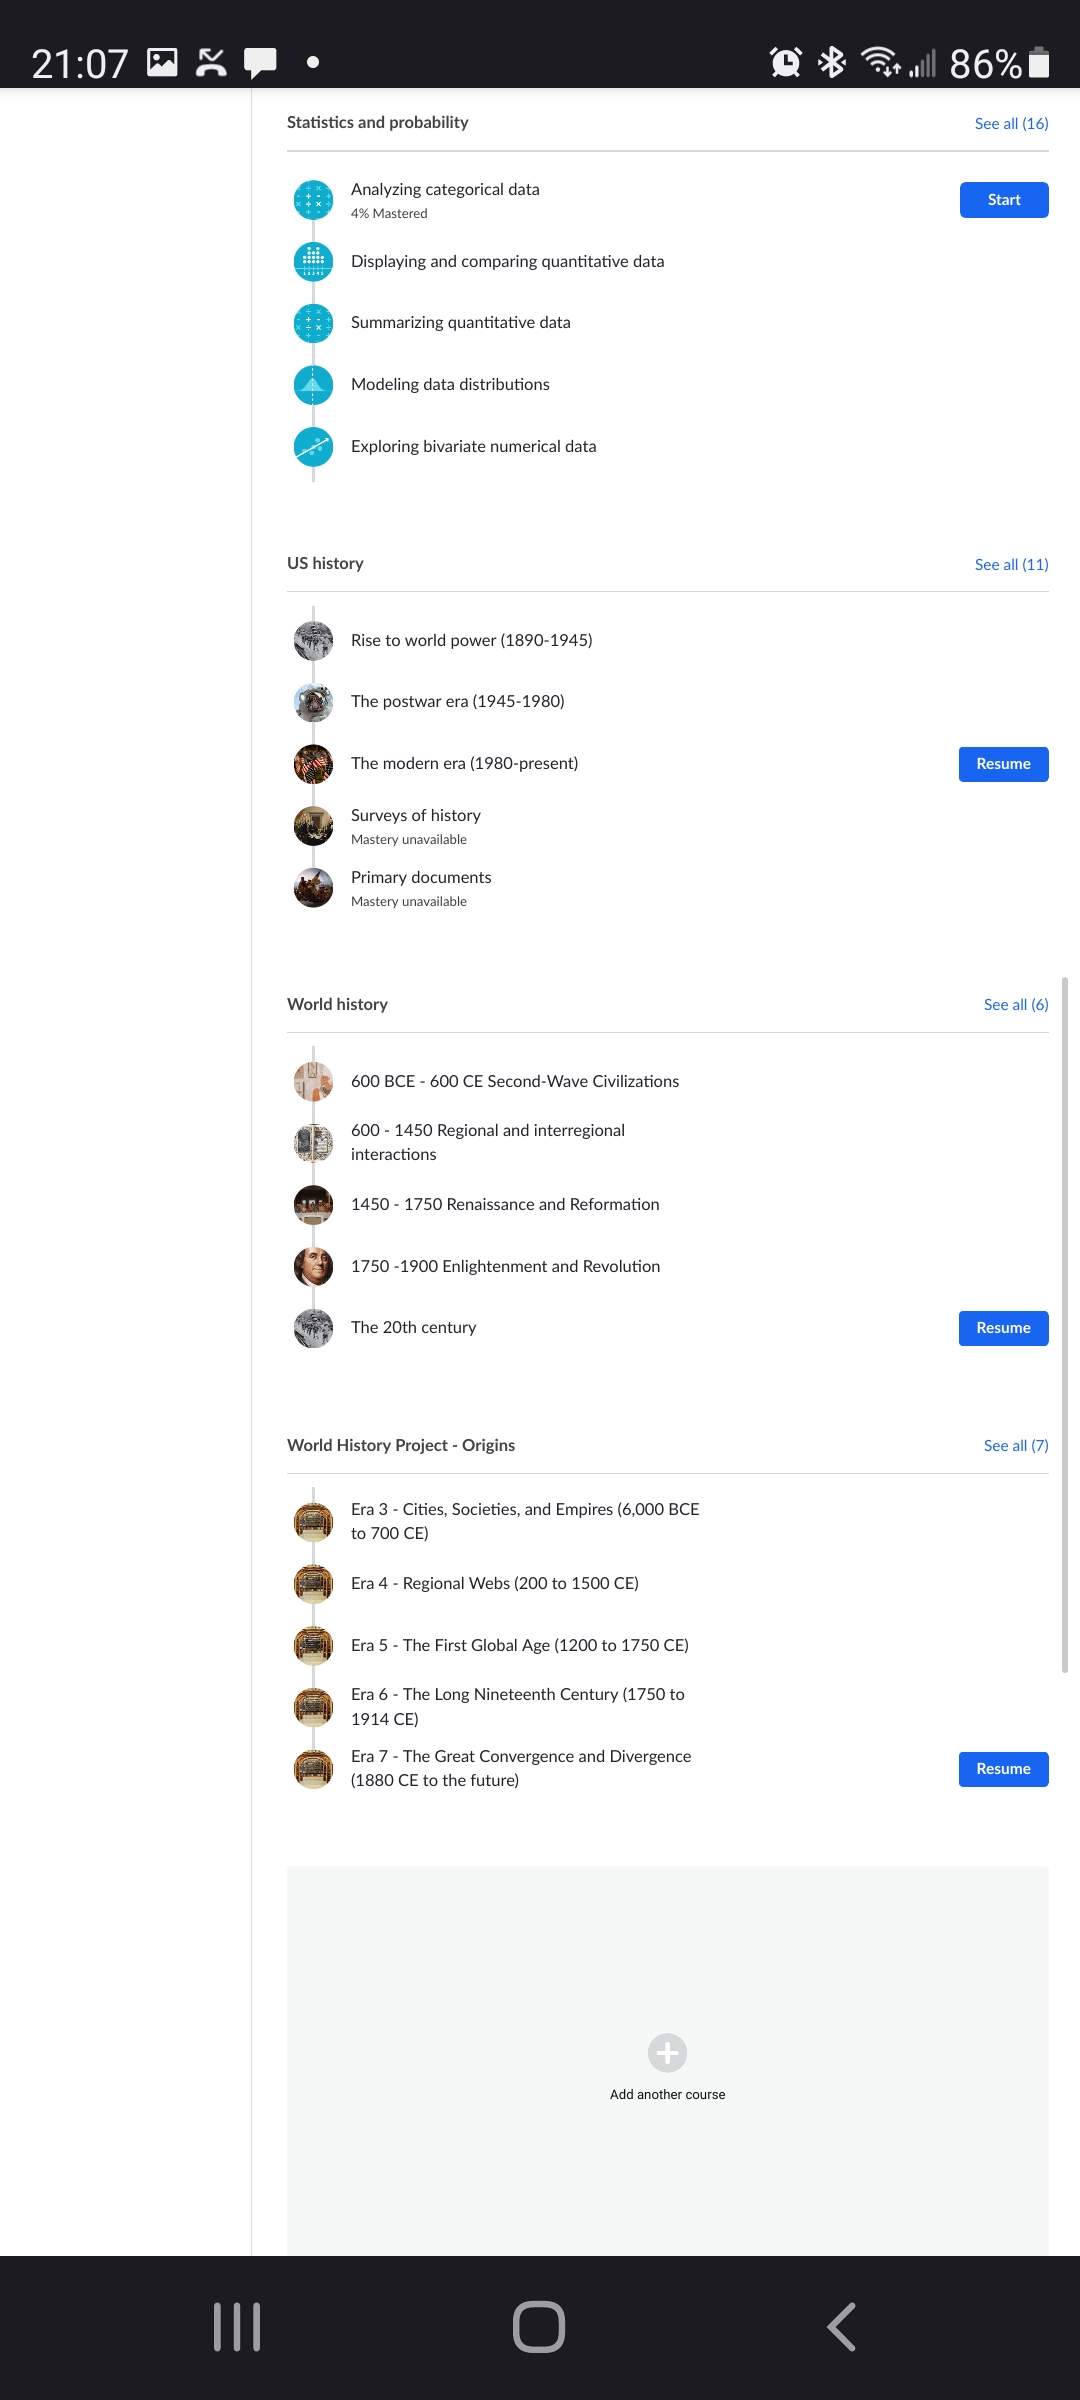 21:07
86%
Statistics and probability
See all (16)
Analyzing categorical data
4% Mastered
Start
Displaying and comparing quantitative data
Summarizing quantitative data
Modeling data distributions
Exploring bivariate numerical data
US history
See all (11)
Rise to world power (1890-1945)
The postwar era (1945-1980)
The modern era (1980-present)
Resume
Surveys of history
Mastery unavailable
Primary documents
Mastery unavailable
World history
See all (6)
600 BCE - 600 CE Second-Wave Civilizations
600 - 1450 Regional and interregional
interactions
1450 - 1750 Renaissance and Reformation
1750 -1900 Enlightenment and Revolution
The 20th century
Resume
World History Project - Origins
See all (7)
Era 3 - Cities, Societies, and Empires (6,000 BCE
to 700 CE)
Era 4 - Regional Webs (200 to 1500 CE)
Era 5 - The First Global Age (1200 to 1750 CE)
Era 6 - The Long Nineteenth Century (1750 to
1914 CE)
Era 7 - The Great Convergence and Divergence
(1880 CE to the future)
Resume
Add another course